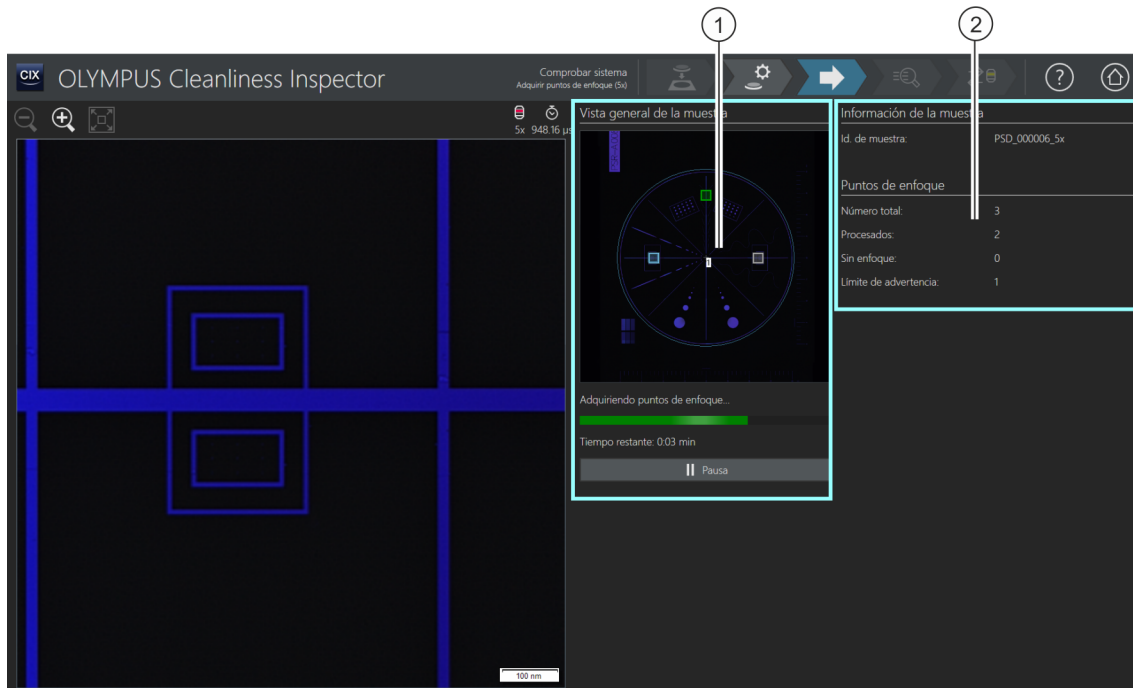 1
2
CIX
OLYMPUS Cleanliness Inspector
Comprobar sistema
Adquirir puntos de enfoque (5x)
?
5x 948.16 µs
Vista general de la muestra
1
Adquiriendo puntos de enfoque...
Tiempo restante: 0:03 min
Pausa
Información de la muestra
Id. de muestra: PSD_000006_5x
Puntos de enfoque
Número total: 3
Procesados: 2
Sin enfoque: 0
Límite de advertencia: 1
100 nm